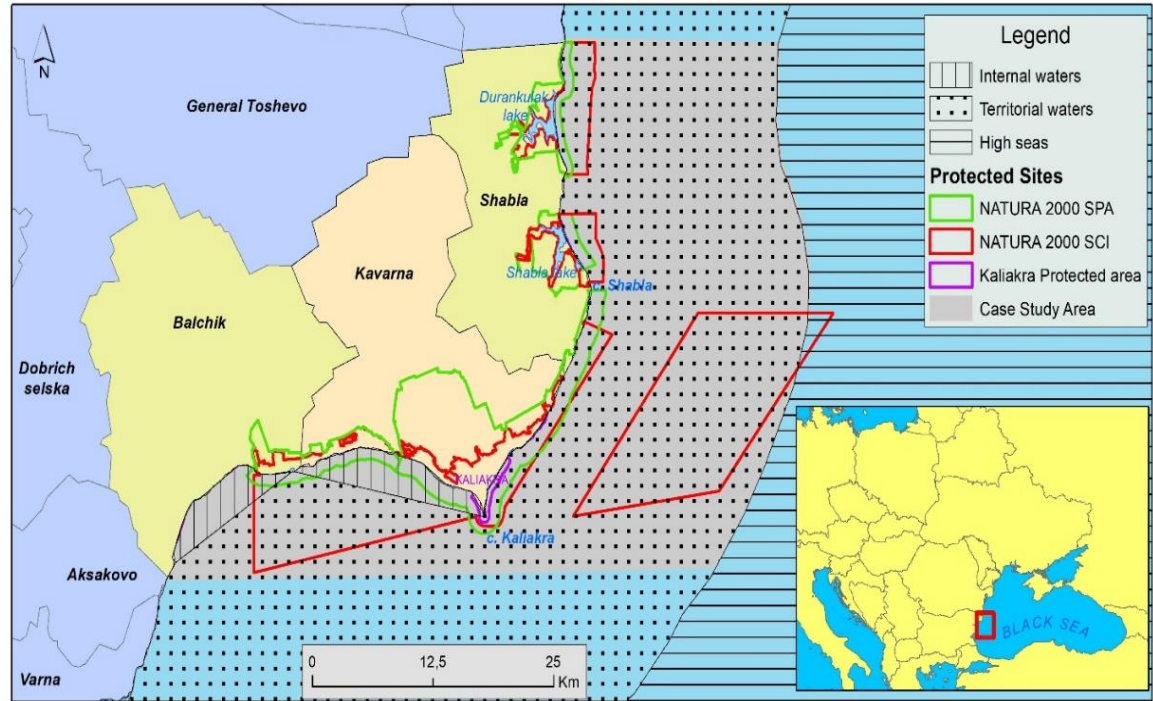 N
General Toshevo
Durankulak
lake
Shabla
Kavarna
Shabla lake
c. Shabla
Balchik
Dobrich
selska
KALIAKRA
c. Kaliakra
Aksakovo
Varna
0 12,5 25
Km
Legend
Internal waters
Territorial waters
High seas
Protected Sites
NATURA 2000 SPA
NATURA 2000 SCI
Kaliakra Protected area
Case Study Area
BLACK SEA